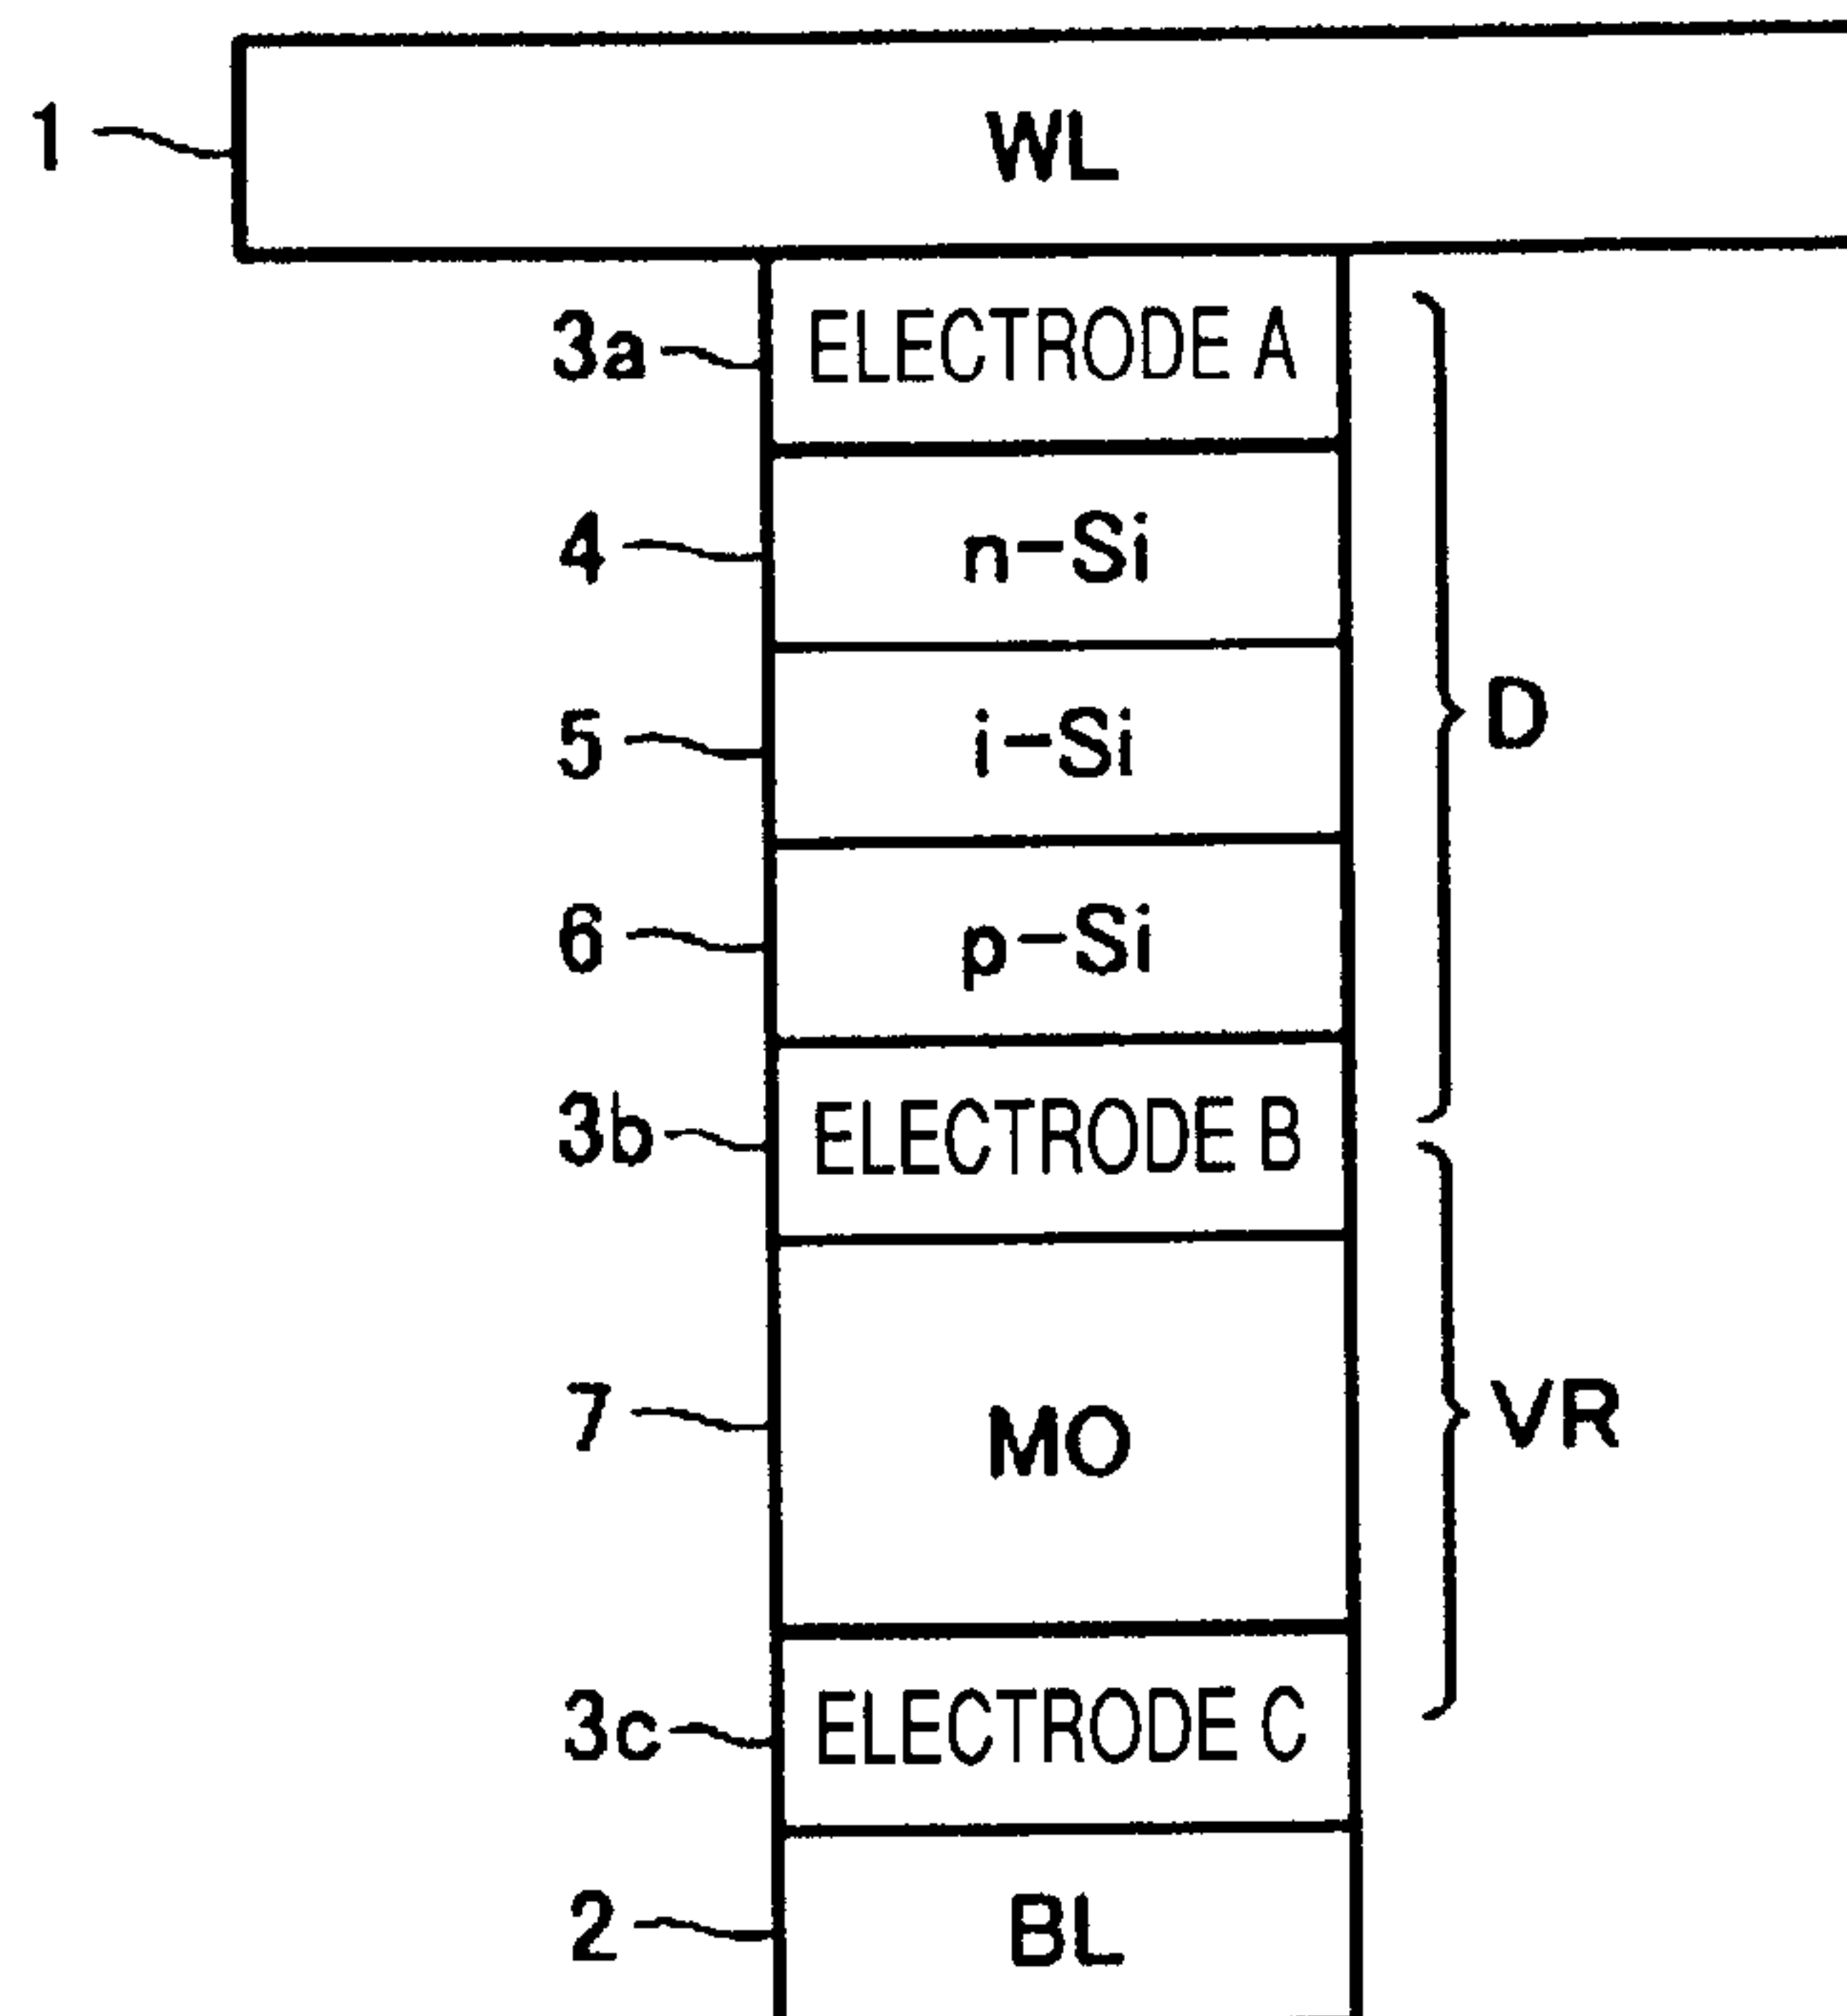 1 WL
3a ELECTRODE A
4 n-Si
5 i-Si
D
6 p-Si
3b ELECTRODE B
7 MO
VR
3c ELECTRODE C
2 BL